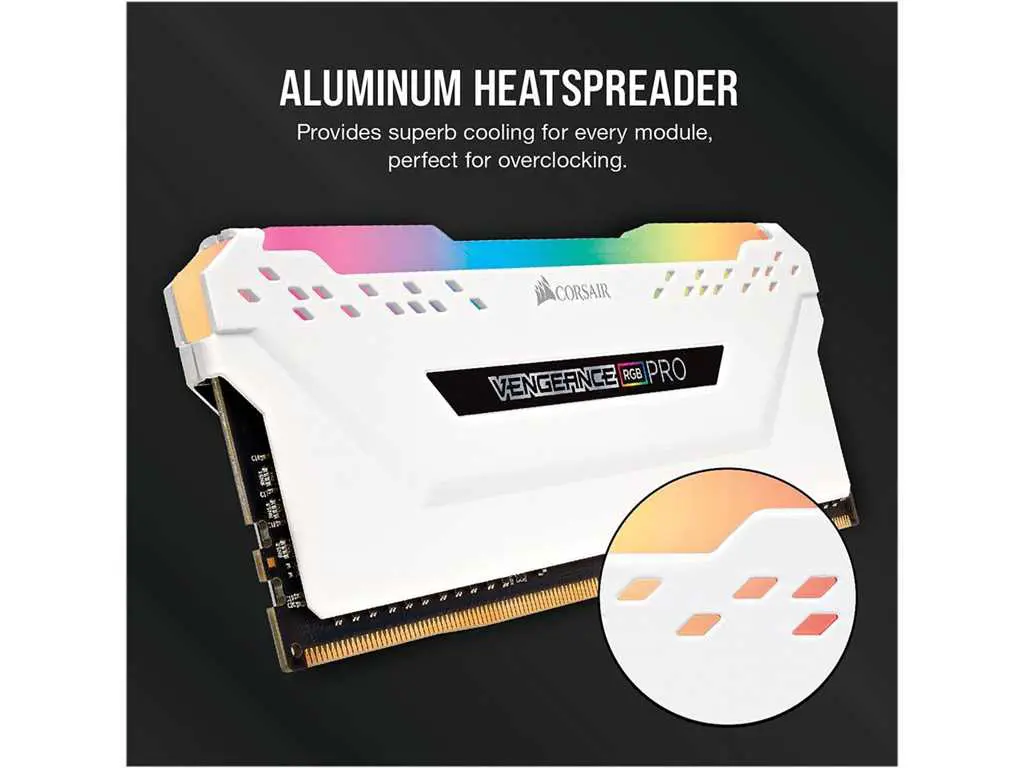 ALUMINUM HEATSPREADER
Provides superb cooling for every module,
perfect for overclocking.
CORSAIR
VENGEANCE RGB PRO